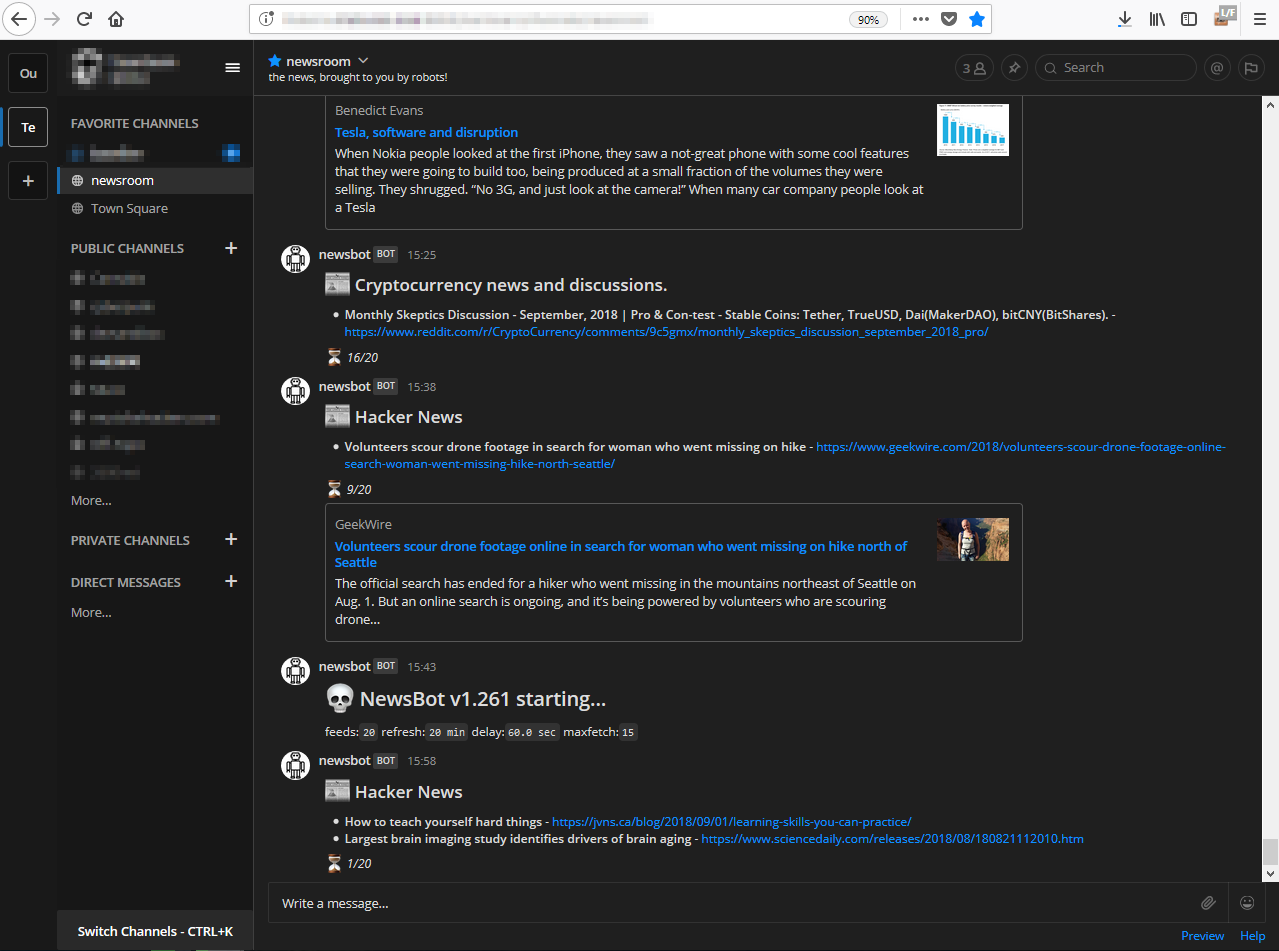 90%
L/F
Ou
Te
+
FAVORITE CHANNELS
newsroom
Town Square
PUBLIC CHANNELS +
More...
PRIVATE CHANNELS +
DIRECT MESSAGES +
More...
Switch Channels - CTRL+K
newsroom
the news, brought to you by robots!
3
Search
@
Benedict Evans
Tesla, software and disruption
When Nokia people looked at the first iPhone, they saw a not-great phone with some cool features
that they were going to build too, being produced at a small fraction of the volumes they were
selling. They shrugged. “No 3G, and just look at the camera!” When many car company people look at
a Tesla
newsbot BOT 15:25
Cryptocurrency news and discussions.
• Monthly Skeptics Discussion - September, 2018 | Pro & Con-test - Stable Coins: Tether, TrueUSD, Dai(MakerDAO), bitCNY(BitShares). -
https://www.reddit.com/r/CryptoCurrency/comments/9c5gmx/monthly_skeptics_discussion_september_2018_pro/
16/20
newsbot BOT 15:38
Hacker News
• Volunteers scour drone footage in search for woman who went missing on hike - https://www.geekwire.com/2018/volunteers-scour-drone-footage-online-
search-woman-went-missing-hike-north-seattle/
9/20
GeekWire
Volunteers scour drone footage online in search for woman who went missing on hike north of
Seattle
The official search has ended for a hiker who went missing in the mountains northeast of Seattle on
Aug. 1. But an online search is ongoing, and it’s being powered by volunteers who are scouring
drone...
newsbot BOT 15:43
NewsBot v1.261 starting...
feeds: 20 refresh: 20 min delay: 60.0 sec maxfetch: 15
newsbot BOT 15:58
Hacker News
• How to teach yourself hard things - https://jvns.ca/blog/2018/09/01/learning-skills-you-can-practice/
• Largest brain imaging study identifies drivers of brain aging - https://www.sciencedaily.com/releases/2018/08/180821112010.htm
1/20
Write a message...
Preview Help